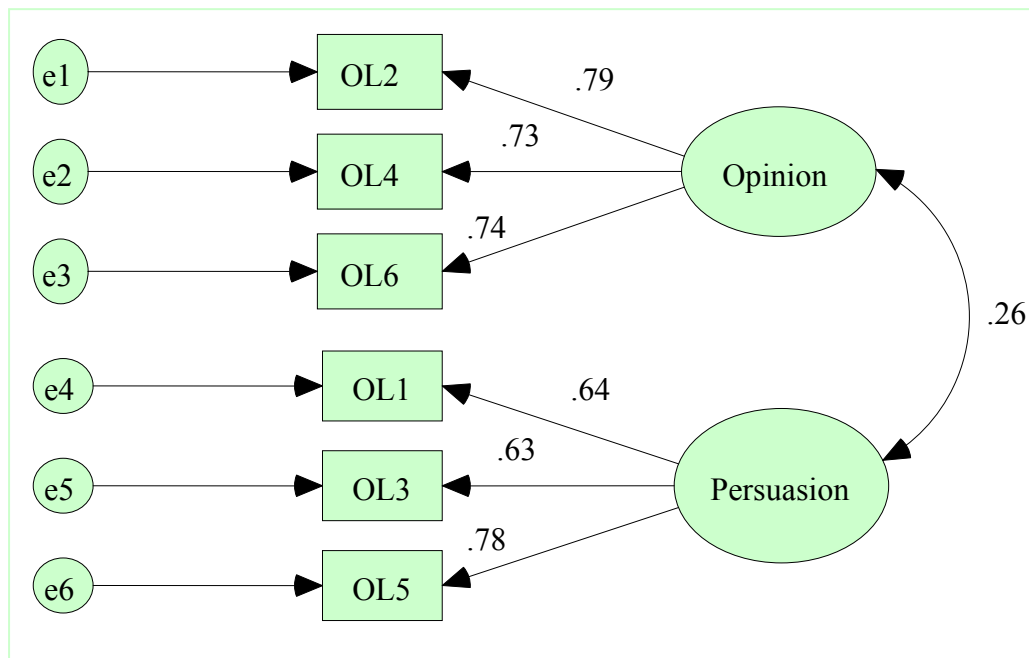 e1
OL2
.79
e2
OL4
.73
Opinion
e3
OL6
.74
.26
e4
OL1
.64
e5
OL3
.63
Persuasion
e6
OL5
.78